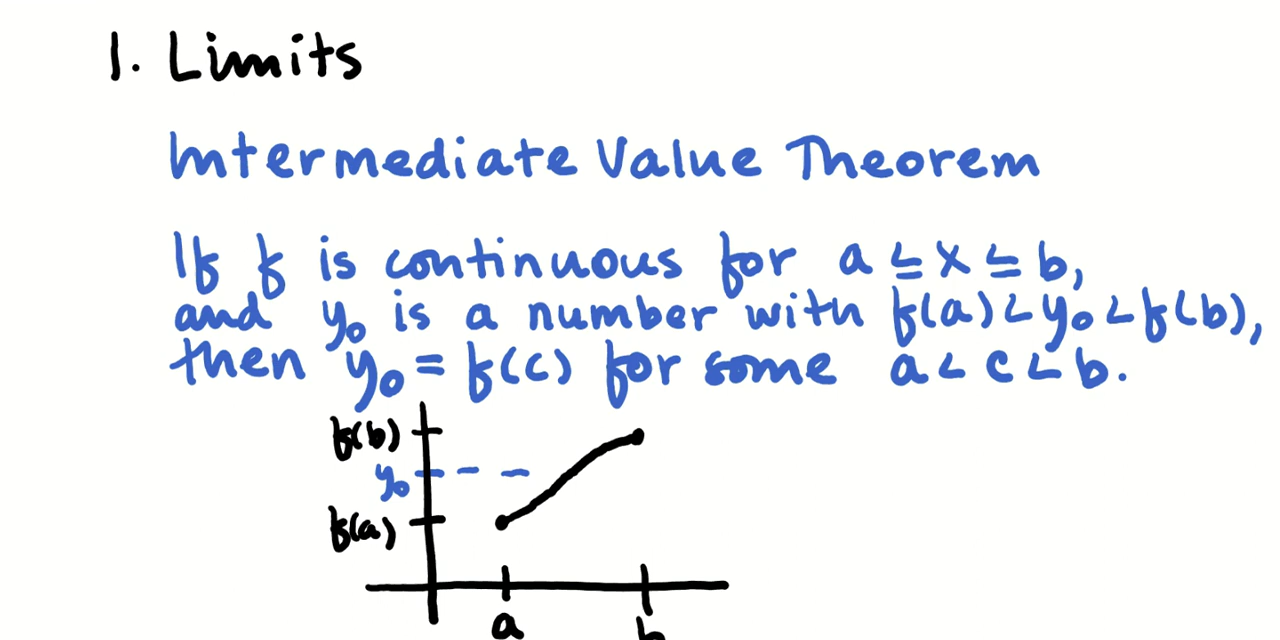 1. Limits
Intermediate Value Theorem
If f is continuous for a ≤ x ≤ b,
and y₀ is a number with f(a) < y₀ < f(b),
then y₀ = f(c) for some a < c < b.
f(b)
y₀
f(a)
a b